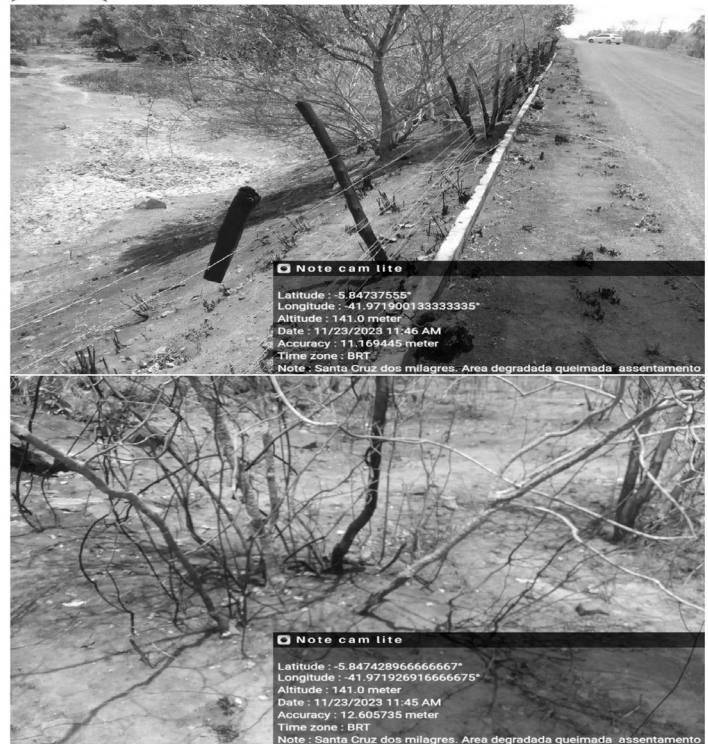 Note cam lite
Latitude : -5.84737555°
Longitude : -41.971900133333335°
Altitude : 141.0 meter
Date : 11/23/2023 11:46 AM
Accuracy : 11.169445 meter
Time zone : BRT
Note : Santa Cruz dos milagres. Area degradada queimada assentamento
Note cam lite
Latitude : -5.847428966666667°
Longitude : -41.971926916666675°
Altitude : 141.0 meter
Date : 11/23/2023 11:45 AM
Accuracy : 12.605735 meter
Time zone : BRT
Note : Santa Cruz dos milagres. Area degradada queimada assentamento